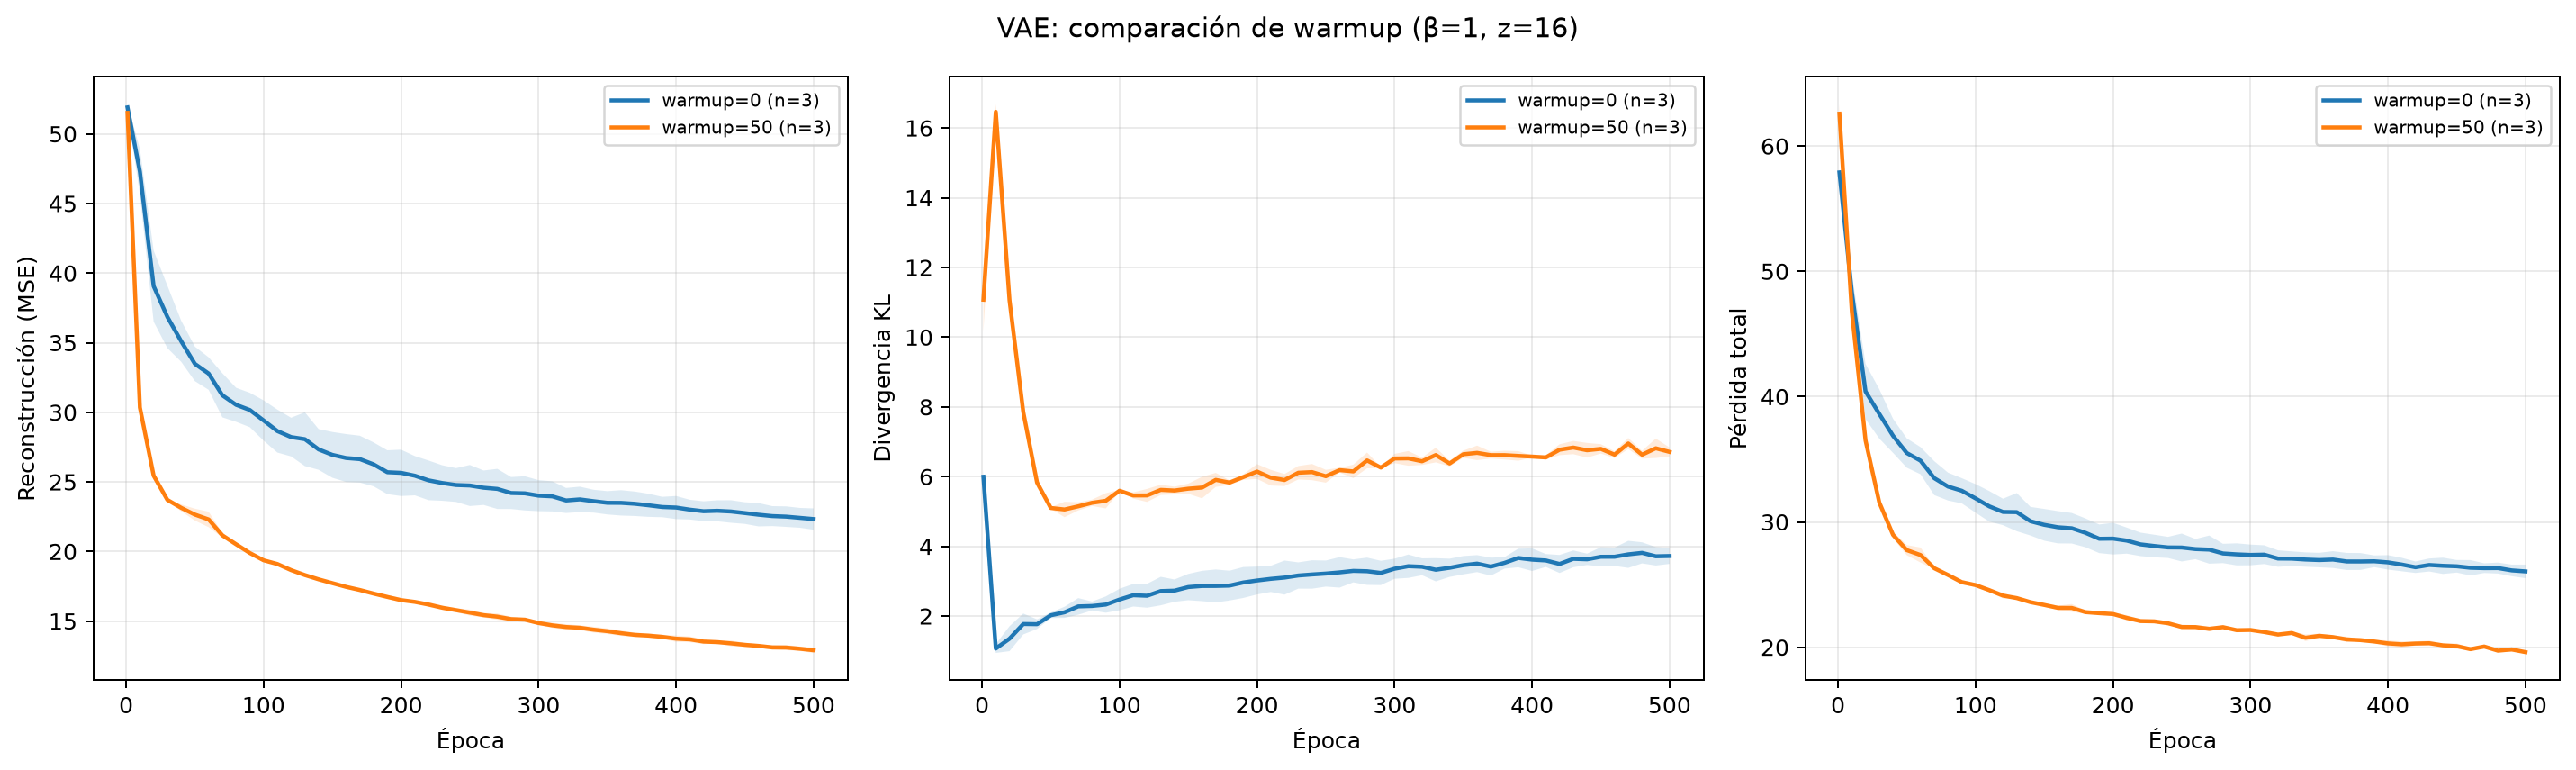 VAE: comparación de warmup (β=1, z=16)
Reconstrucción (MSE)
50
45
40
35
30
25
20
15
warmup=0 (n=3)
warmup=50 (n=3)
0 100 200 300 400 500
Época
Divergencia KL
16
14
12
10
8
6
4
2
warmup=0 (n=3)
warmup=50 (n=3)
0 100 200 300 400 500
Época
Pérdida total
60
50
40
30
20
warmup=0 (n=3)
warmup=50 (n=3)
0 100 200 300 400 500
Época